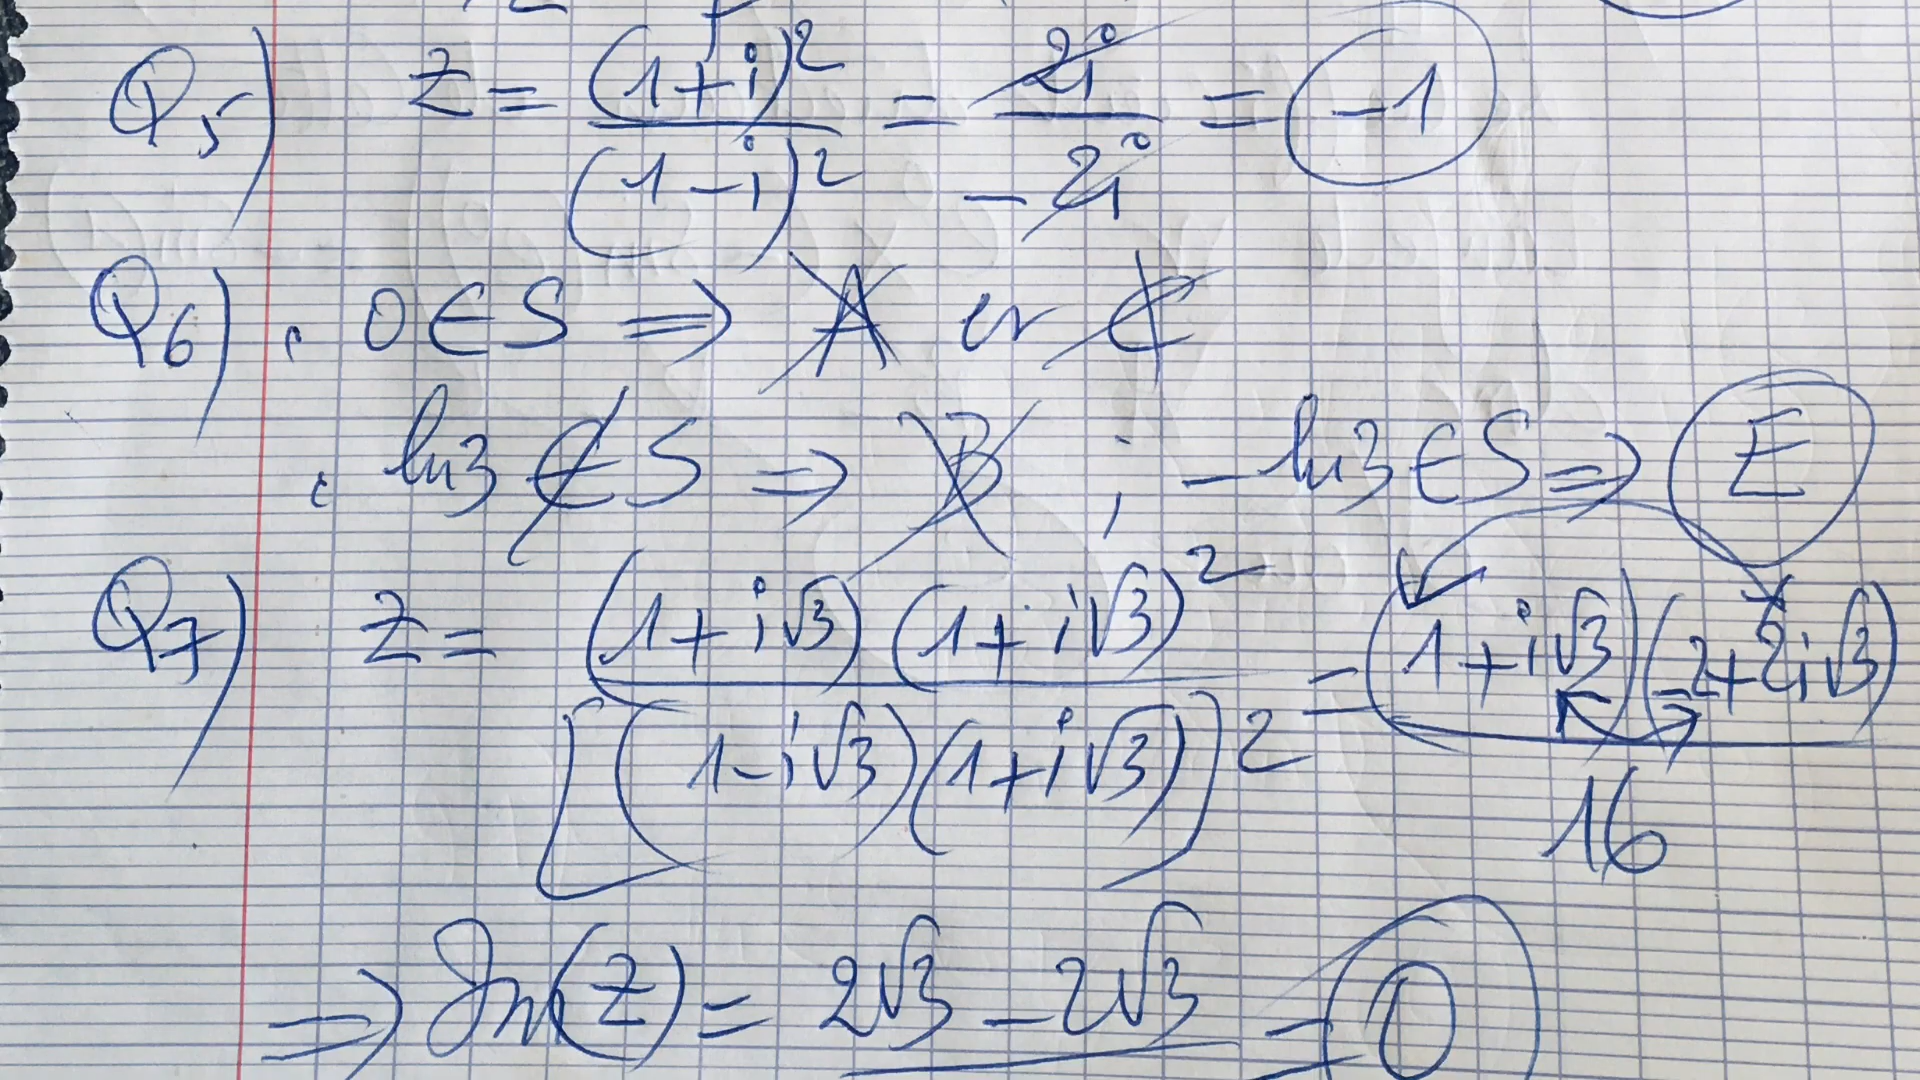 Q5) z = (1+i)² / (1-i)² = 2i / -2i = -1
Q6) . 0 ∈ S ⇒ A et C
. ln3 ∉ S ⇒ B ; -ln3 ∈ S ⇒ E
Q7) z = (1+i√3)(1+i√3)² / [(1-i√3)(1+i√3)]² = (1+i√3)(-2+2i√3) / 16
⇒ Im(z) = 2√3 - 2√3 = 0